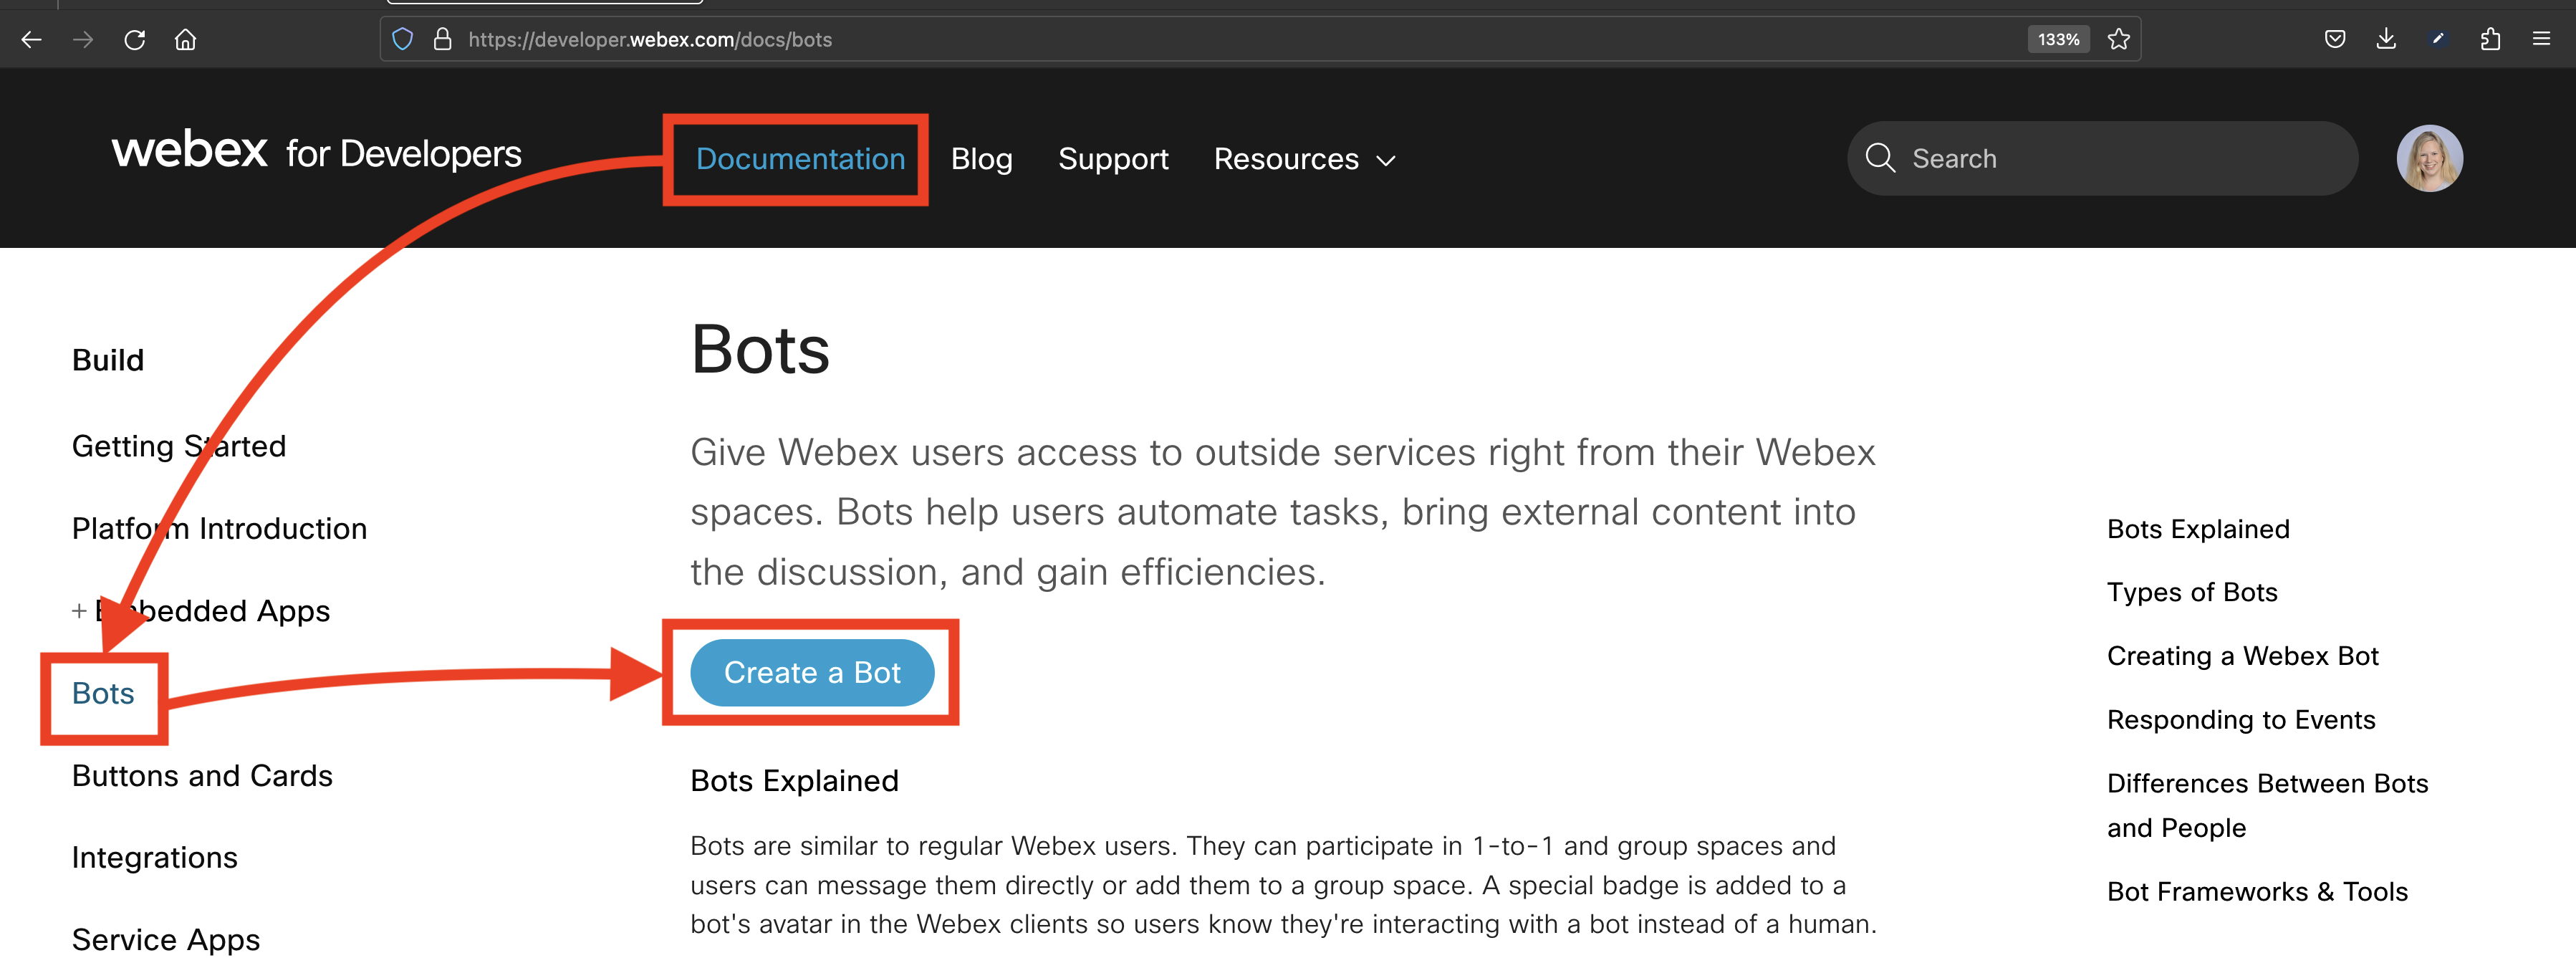 https://developer.webex.com/docs/bots
133%
webex for Developers
Documentation
Blog
Support
Resources
Search
Build
Getting Started
Platform Introduction
+ Embedded Apps
Bots
Buttons and Cards
Integrations
Service Apps
Bots
Give Webex users access to outside services right from their Webex
spaces. Bots help users automate tasks, bring external content into
the discussion, and gain efficiencies.
Create a Bot
Bots Explained
Bots are similar to regular Webex users. They can participate in 1-to-1 and group spaces and
users can message them directly or add them to a group space. A special badge is added to a
bot's avatar in the Webex clients so users know they're interacting with a bot instead of a human.
Bots Explained
Types of Bots
Creating a Webex Bot
Responding to Events
Differences Between Bots
and People
Bot Frameworks & Tools